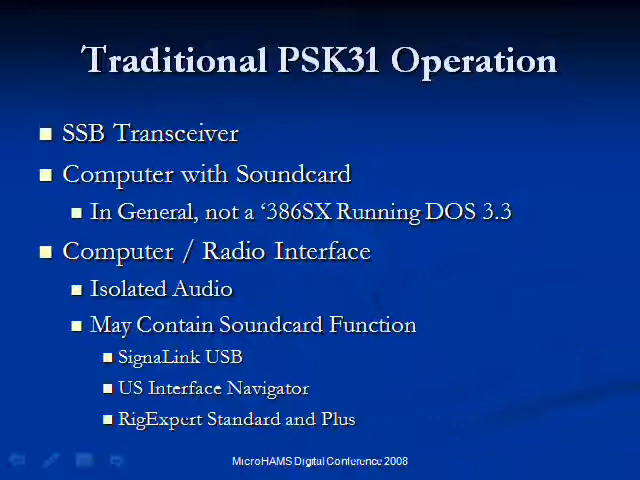 Traditional PSK31 Operation
SSB Transceiver
Computer with Soundcard
In General, not a ‘386SX Running DOS 3.3
Computer / Radio Interface
Isolated Audio
May Contain Soundcard Function
SignaLink USB
US Interface Navigator
RigExpert Standard and Plus
MicroHAMS Digital Conference 2008